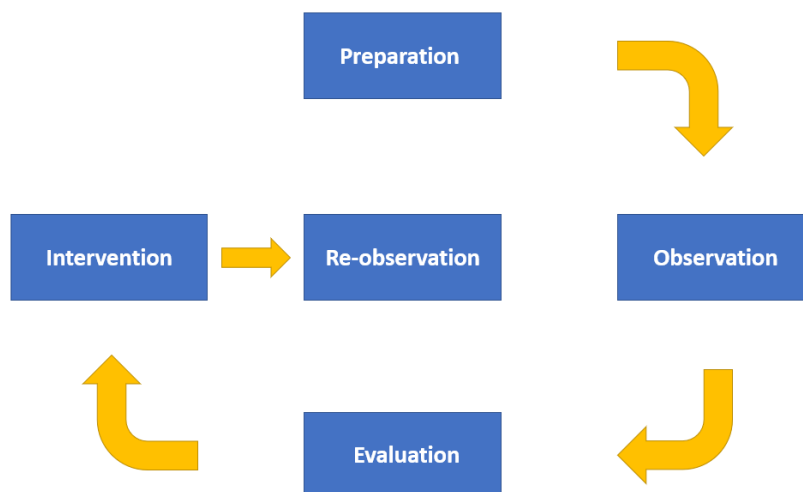 Preparation
Intervention
Re-observation
Observation
Evaluation